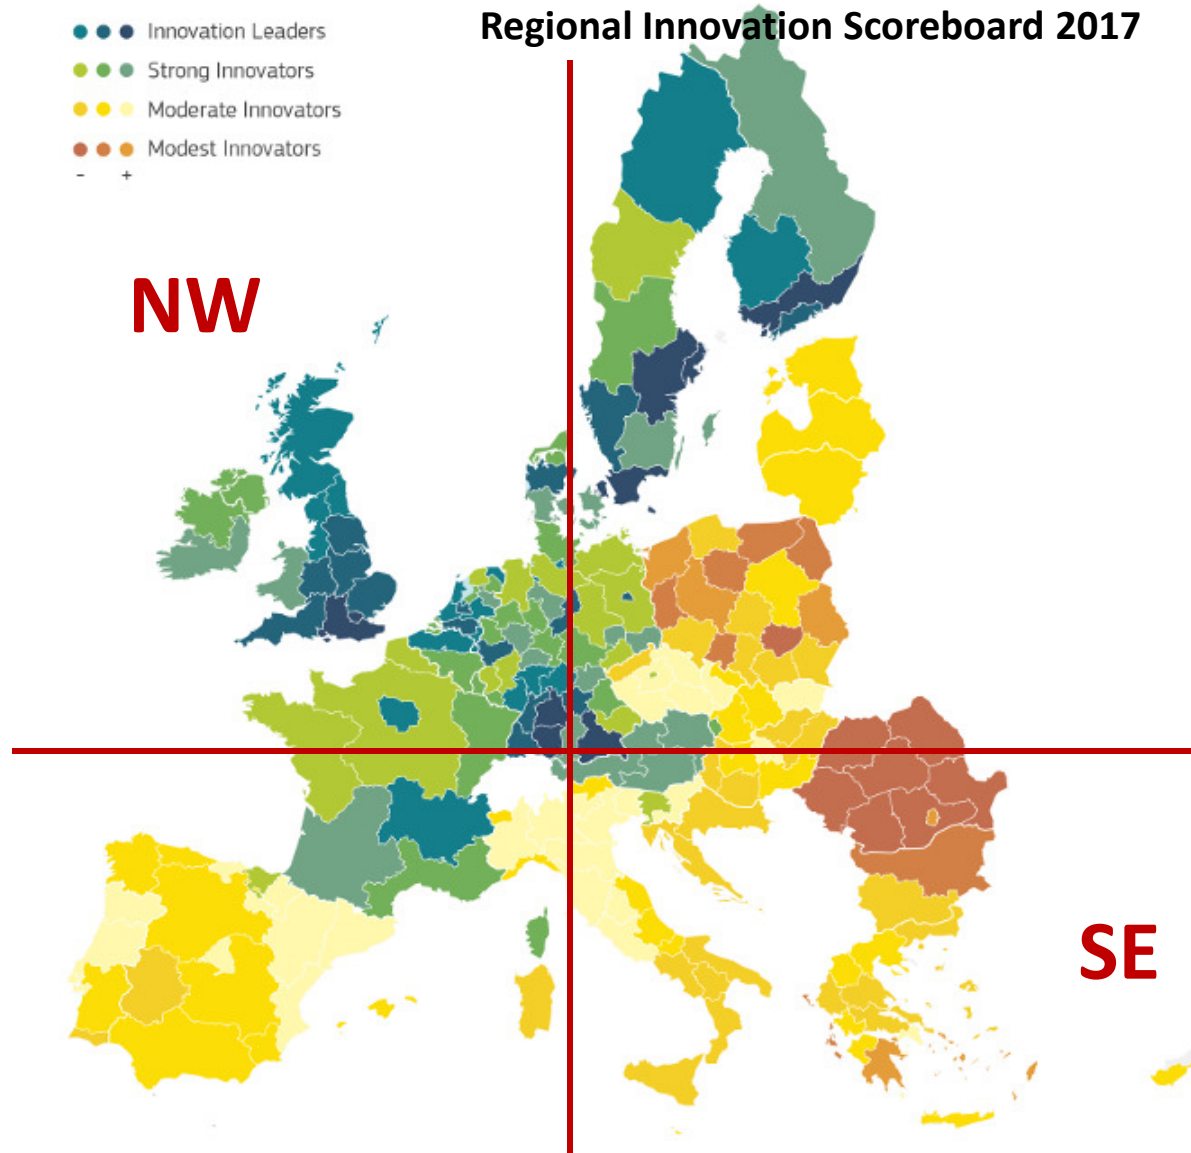 Regional Innovation Scoreboard 2017
Innovation Leaders
Strong Innovators
Moderate Innovators
Modest Innovators
- +
NW
SE